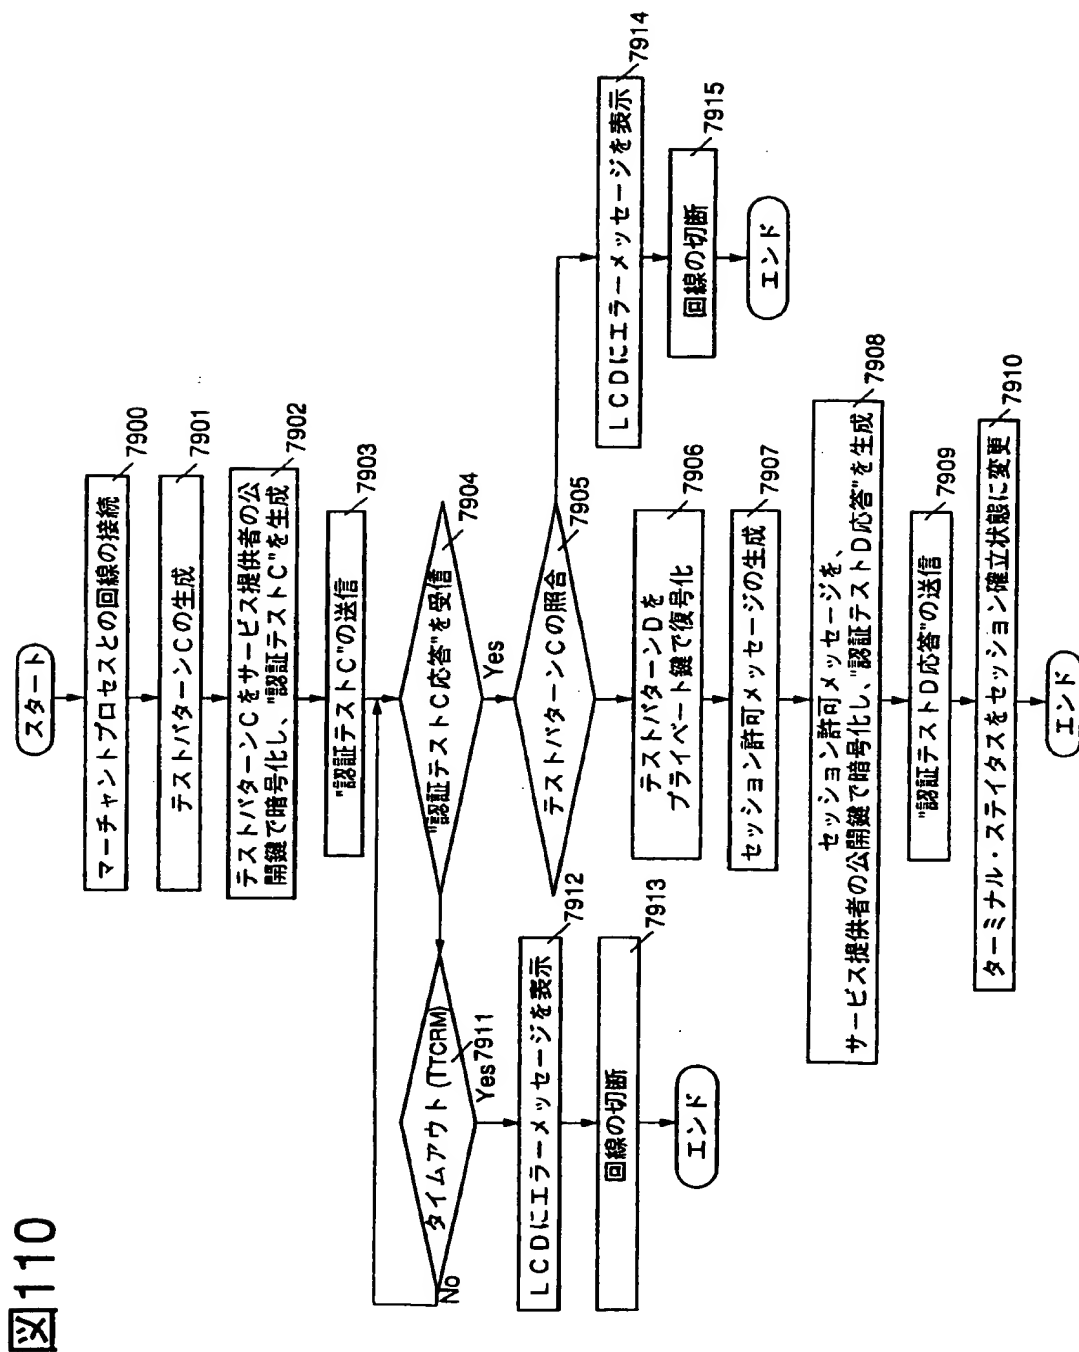 図110
スタート
マーチャントプロセスとの回線の接続
7900
テストパターンCの生成
7901
テストパターンCをサービス提供者の公
開鍵で暗号化し、"認証テストC"を生成
7902
"認証テストC"の送信
7903
"認証テストC応答"を受信
7904
Yes
タイムアウト(TTCRM)
7911
No
Yes
LCDにエラーメッセージを表示
7912
回線の切断
7913
エンド
テストパターンCの照合
7905
テストパターンDを
プライベート鍵で復号化
7906
セッション許可メッセージの生成
7907
セッション許可メッセージを、
サービス提供者の公開鍵で暗号化し、"認証テストD応答"を生成
7908
"認証テストD応答"の送信
7909
ターミナル・ステイタスをセッション確立状態に変更
7910
エンド
LCDにエラーメッセージを表示
7914
回線の切断
7915
エンド